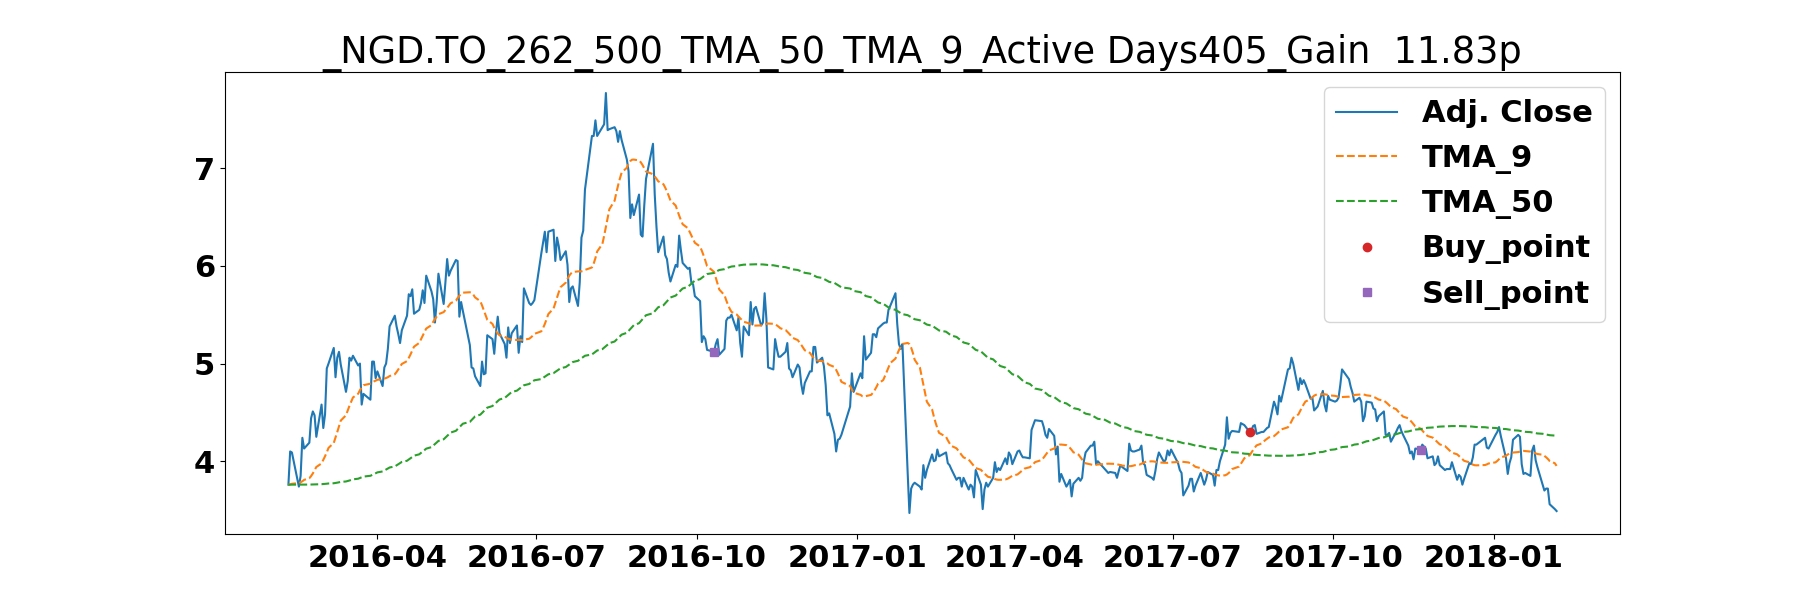 _NGD.TO_262_500_TMA_50_TMA_9_Active Days405_Gain  11.83p
Adj. Close
TMA_9
TMA_50
Buy_point
Sell_point
7
6
5
4
2016-04 2016-07 2016-10 2017-01 2017-04 2017-07 2017-10 2018-01